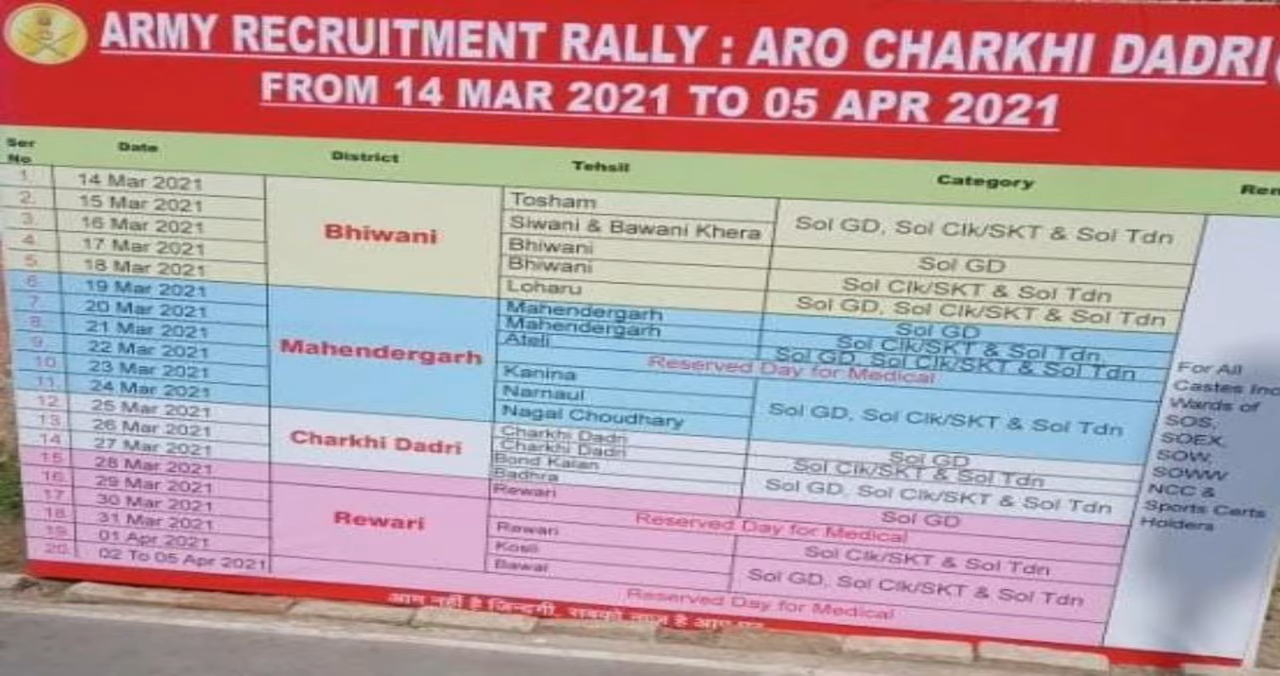 ARMY RECRUITMENT RALLY : ARO CHARKHI DADRI
FROM 14 MAR 2021 TO 05 APR 2021
Ser No Date District Tehsil Category
1. 14 Mar 2021
2. 15 Mar 2021
3. 16 Mar 2021
4. 17 Mar 2021
5. 18 Mar 2021
6. 19 Mar 2021
7. 20 Mar 2021
8. 21 Mar 2021
9. 22 Mar 2021
10. 23 Mar 2021
11. 24 Mar 2021
12. 25 Mar 2021
13. 26 Mar 2021
14. 27 Mar 2021
15. 28 Mar 2021
16. 29 Mar 2021
17. 30 Mar 2021
18. 31 Mar 2021
19. 01 Apr 2021
20. 02 To 05 Apr 2021
Bhiwani
Mahendergarh
Charkhi Dadri
Rewari
Tosham
Siwani & Bawani Khera
Bhiwani
Bhiwani
Loharu
Mahendergarh
Mahendergarh
Ateli
Reserved Day for Medical
Kanina
Narnaul
Nagal Choudhary
Charkhi Dadri
Charkhi Dadri
Bond Kalan
Badhra
Rewari
Reserved Day for Medical
Rewari
Kosli
Bawal
Reserved Day for Medical
Sol GD, Sol Clk/SKT & Sol Tdn
Sol GD
Sol Clk/SKT & Sol Tdn
Sol GD, Sol Clk/SKT & Sol Tdn
Sol GD
Sol Clk/SKT & Sol Tdn
Sol GD, Sol Clk/SKT & Sol Tdn
Sol GD, Sol Clk/SKT & Sol Tdn
Sol GD
Sol Clk/SKT & Sol Tdn
Sol GD, Sol Clk/SKT & Sol Tdn
Sol GD
Sol Clk/SKT & Sol Tdn
Sol GD, Sol Clk/SKT & Sol Tdn
For All
Castes Inc
Wards of
SOS,
SOEX,
SOW,
SOWW
NCC &
Sports Certs
Holders
आम नहीं है जिन्दगी, सबको नाज है आप पर